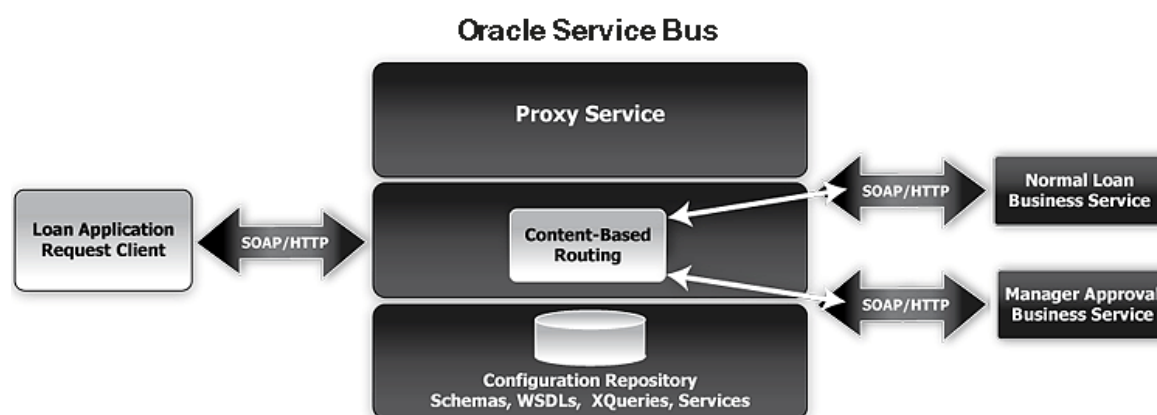 Oracle Service Bus
Proxy Service
Loan Application
Request Client
SOAP/HTTP
Content-Based
Routing
SOAP/HTTP
Normal Loan
Business Service
SOAP/HTTP
Manager Approval
Business Service
Configuration Repository
Schemas, WSDLs, XQueries, Services